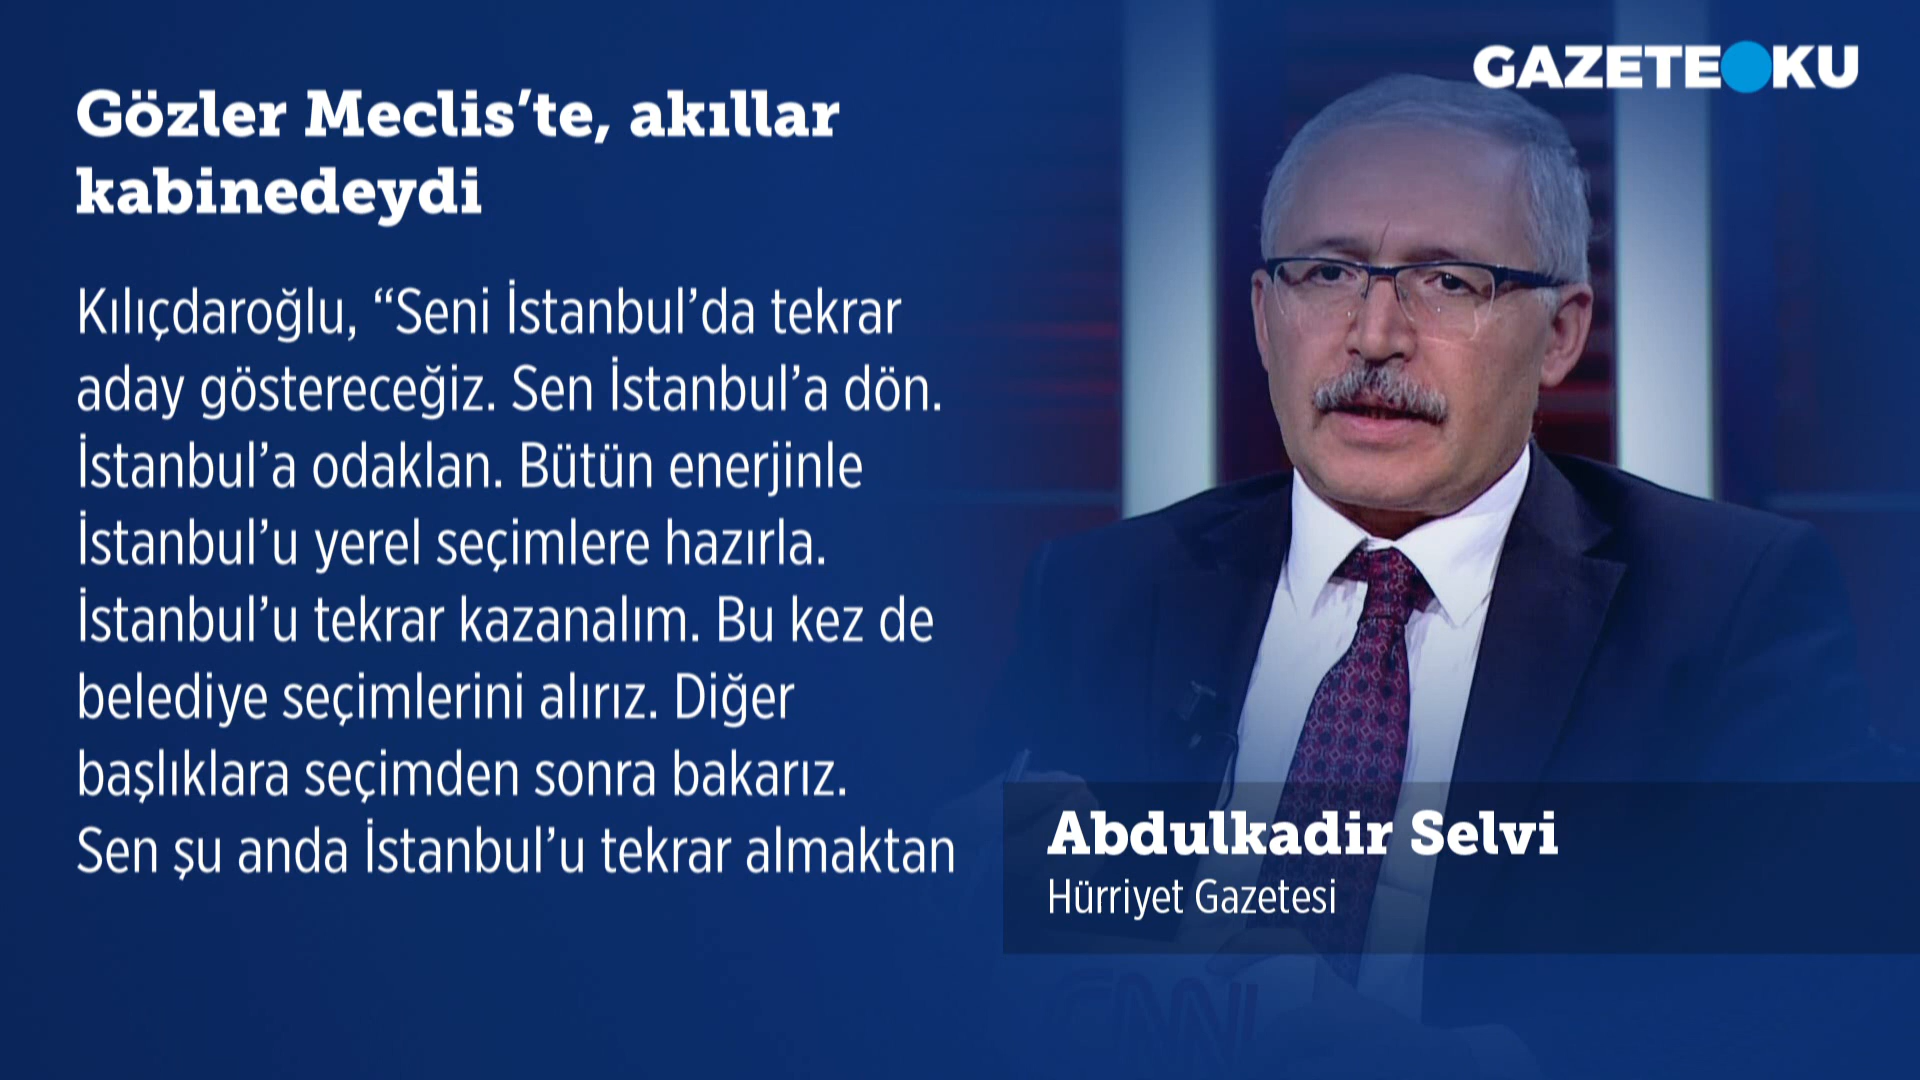 GAZETE OKU
Gözler Meclis’te, akıllar
kabinedeydi
Kılıçdaroğlu, “Seni İstanbul’da tekrar
aday göstereceğiz. Sen İstanbul’a dön.
İstanbul’a odaklan. Bütün enerjinle
İstanbul’u yerel seçimlere hazırla.
İstanbul’u tekrar kazanalım. Bu kez de
belediye seçimlerini alırız. Diğer
başlıklara seçimden sonra bakarız.
Sen şu anda İstanbul’u tekrar almaktan
Abdulkadir Selvi
Hürriyet Gazetesi
CNN